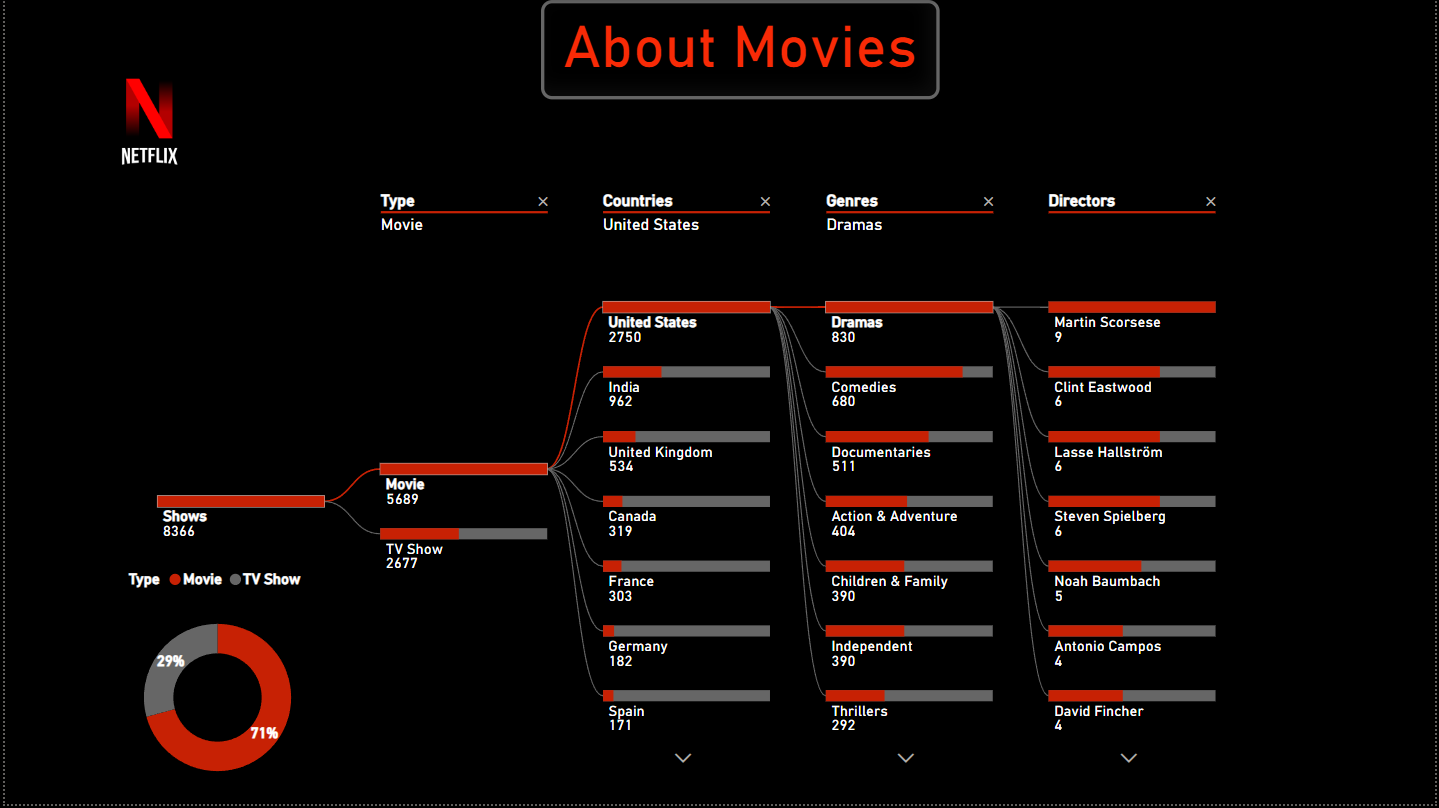 About Movies
NETFLIX
Type ×
Movie
Countries ×
United States
Genres ×
Dramas
Directors ×
Shows
8366
Movie
5689
TV Show
2677
United States
2750
India
962
United Kingdom
534
Canada
319
France
303
Germany
182
Spain
171
Dramas
830
Comedies
680
Documentaries
511
Action & Adventure
404
Children & Family
390
Independent
390
Thrillers
292
Martin Scorsese
9
Clint Eastwood
6
Lasse Hallström
6
Steven Spielberg
6
Noah Baumbach
5
Antonio Campos
4
David Fincher
4
Type Movie TV Show
29%
71%